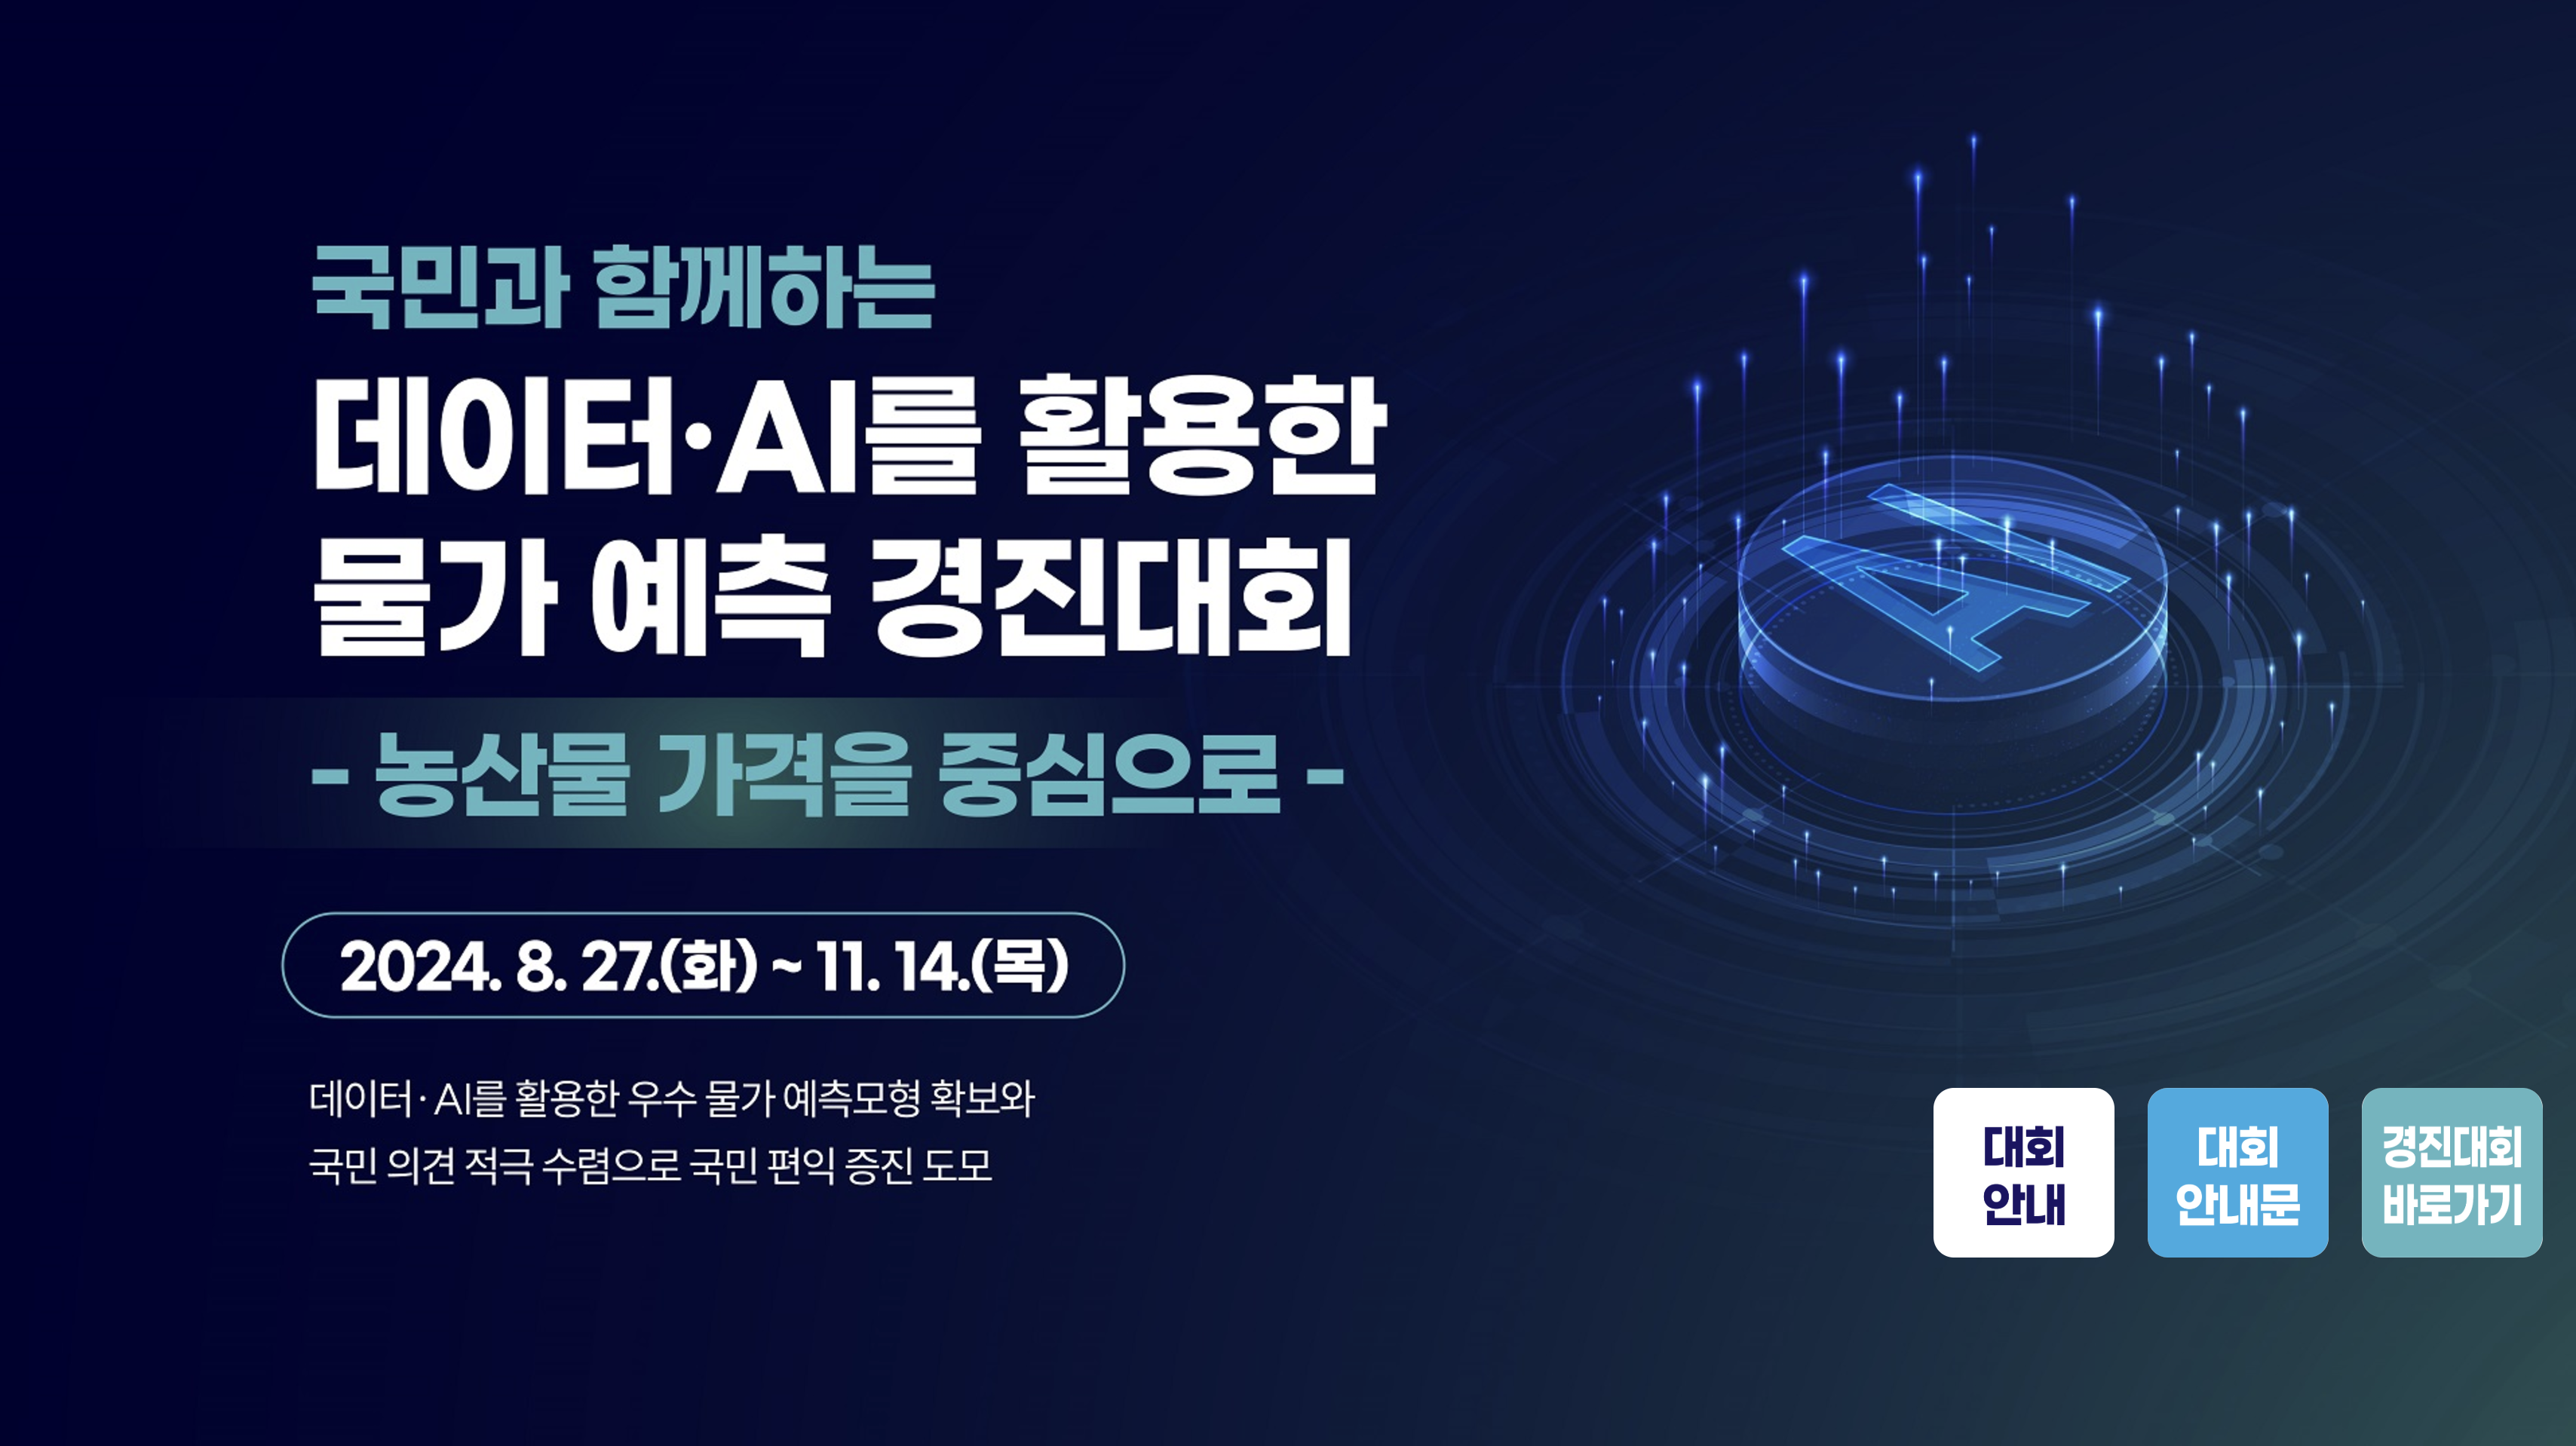 국민과 함께하는
데이터·AI를 활용한
물가 예측 경진대회
- 농산물 가격을 중심으로 -
2024. 8. 27.(화) ~ 11. 14.(목)
데이터·AI를 활용한 우수 물가 예측모형 확보와
국민 의견 적극 수렴으로 국민 편익 증진 도모
AI
대회
안내
대회
안내문
경진대회
바로가기